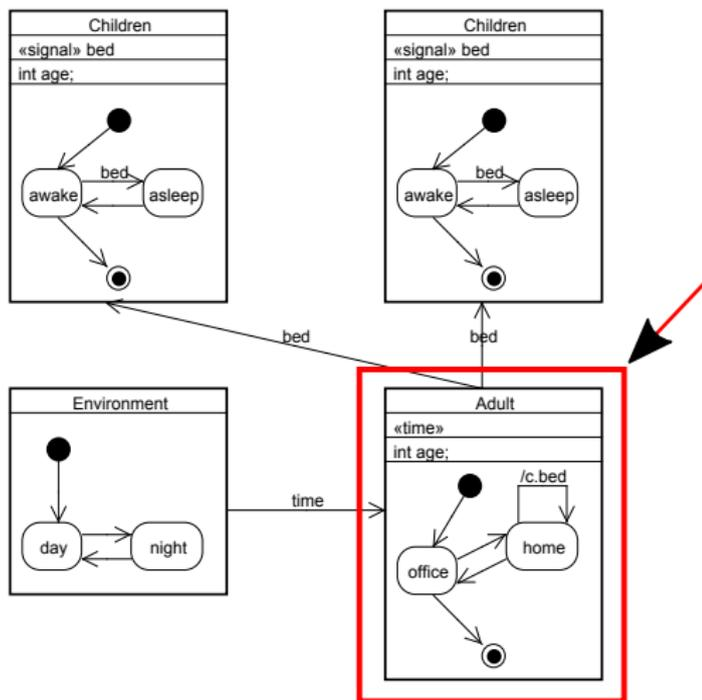 Children
«signal» bed
int age;
bed
awake
asleep
Children
«signal» bed
int age;
bed
awake
asleep
bed
bed
Environment
day
night
time
Adult
«time»
int age;
/c.bed
home
office